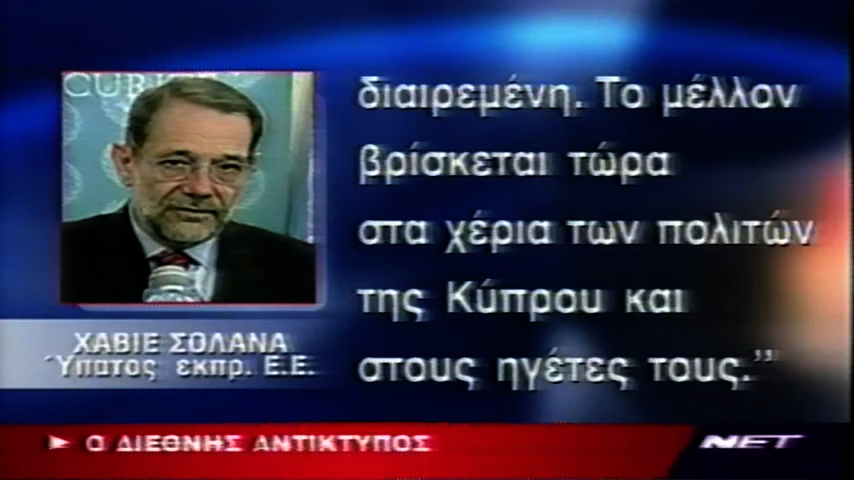 CUBIC
διαιρεμένη. Το μέλλον
βρίσκεται τώρα
στα χέρια των πολιτών
της Κύπρου και
στους ηγέτες τους.”
ΧΑΒΙΕ ΣΟΛΑΝΑ
Ύπατος εκπρ. Ε.Ε.
Ο ΔΙΕΘΝΗΣ ΑΝΤΙΚΤΥΠΟΣ
NET